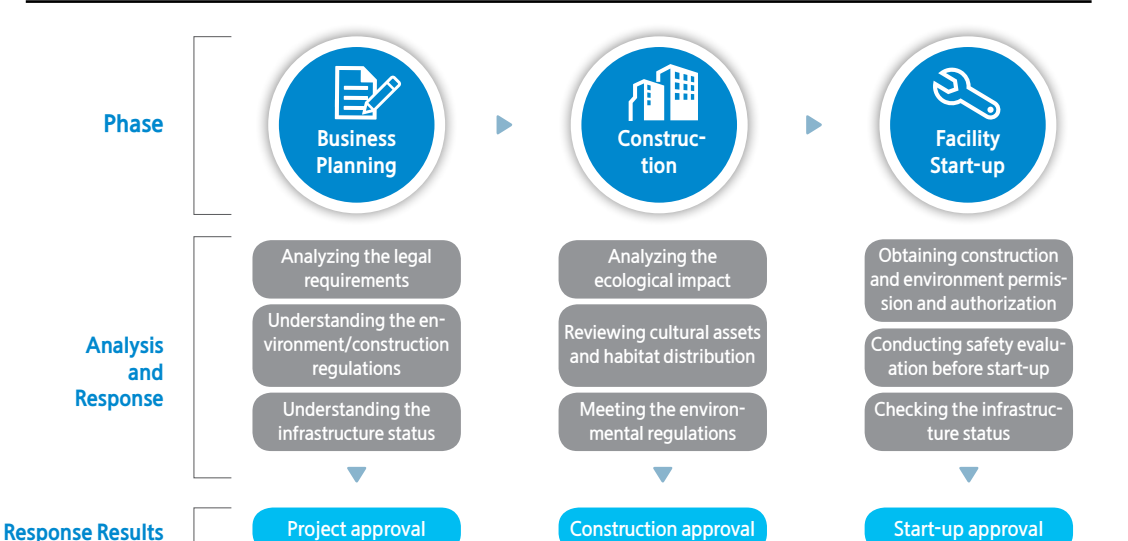 Phase
Business
Planning
Construc-
tion
Facility
Start-up
Analysis
and
Response
Analyzing the legal
requirements
Understanding the en-
vironment/construction
regulations
Understanding the
infrastructure status
Analyzing the
ecological impact
Reviewing cultural assets
and habitat distribution
Meeting the environ-
mental regulations
Obtaining construction
and environment permis-
sion and authorization
Conducting safety evalu-
ation before start-up
Checking the infrastruc-
ture status
Response Results
Project approval
Construction approval
Start-up approval